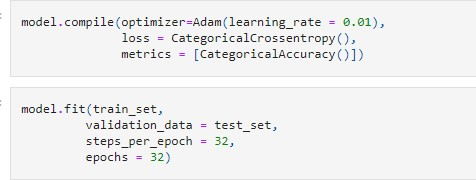 model.compile(optimizer=Adam(learning_rate = 0.01),
              loss = CategoricalCrossentropy(),
              metrics = [CategoricalAccuracy()])
model.fit(train_set,
          validation_data = test_set,
          steps_per_epoch = 32,
          epochs = 32)